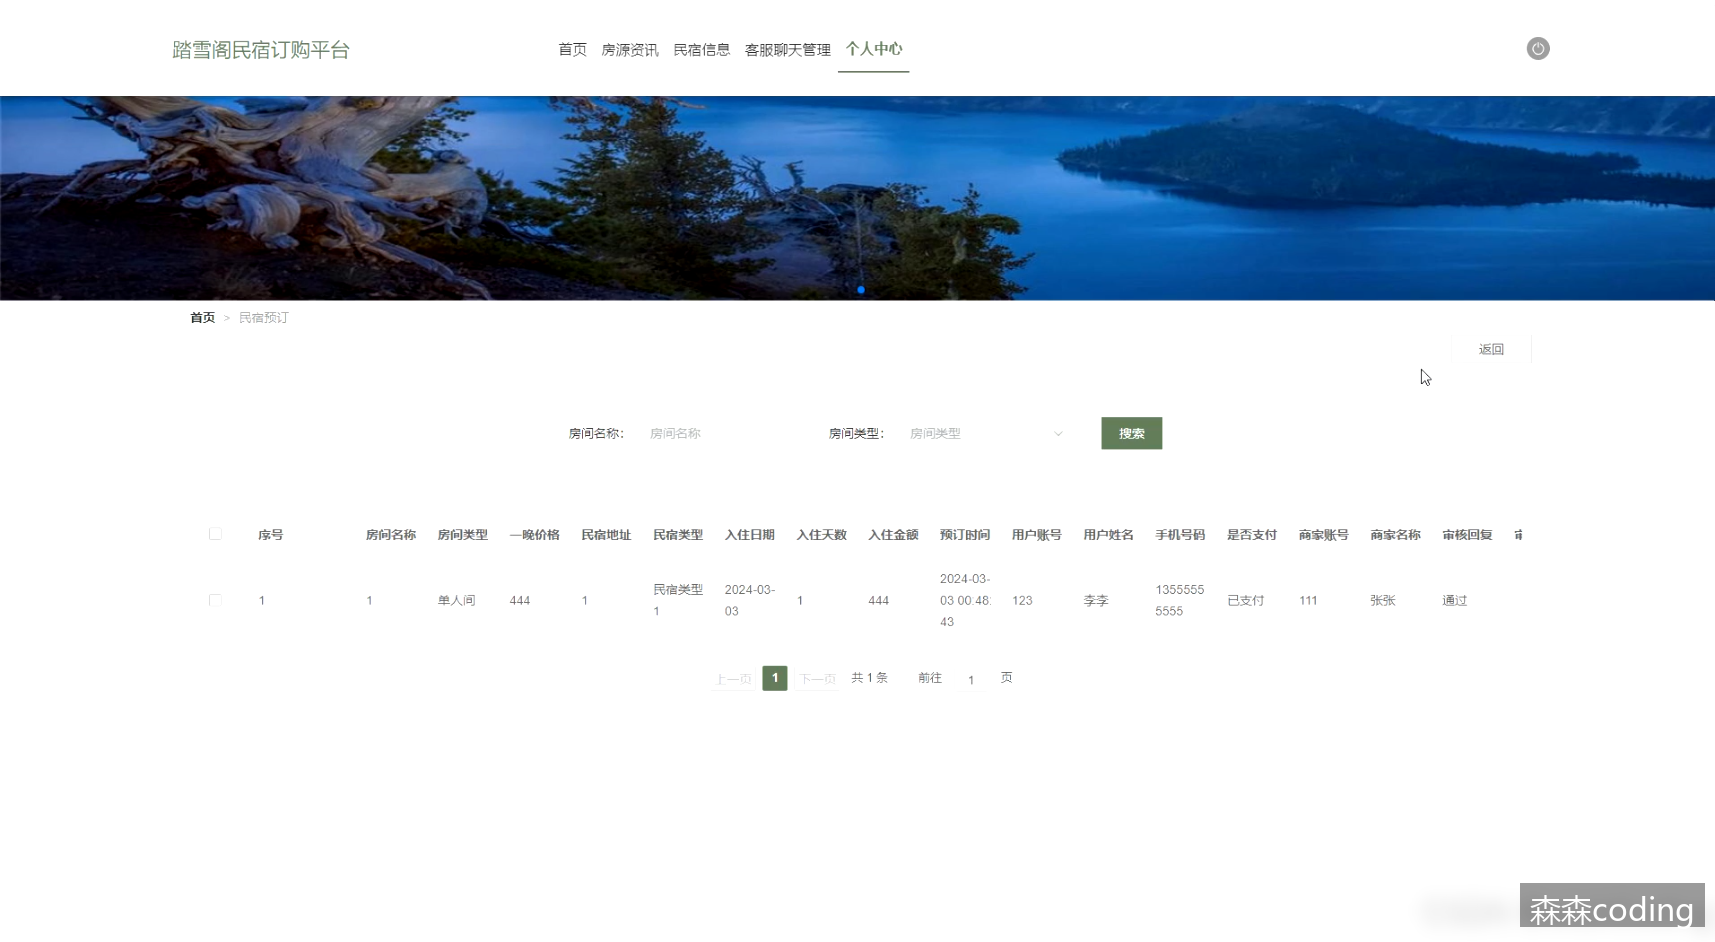 踏雪阁民宿订购平台
首页 房源资讯 民宿信息 客服聊天管理 个人中心
首页 > 民宿预订
返回
房间名称： 房间名称 房间类型： 房间类型 搜索
序号 房间名称 房间类型 一晚价格 民宿地址 民宿类型 入住日期 入住天数 入住金额 预订时间 用户账号 用户姓名 手机号码 是否支付 商家账号 商家名称 审核回复 审
1 1 单人间 444 1 民宿类型1 2024-03-03 1 444 2024-03-03 00:48:43 123 李李 13555555555 已支付 111 张张 通过
上一页 1 下一页 共 1 条 前往 1 页
森森coding